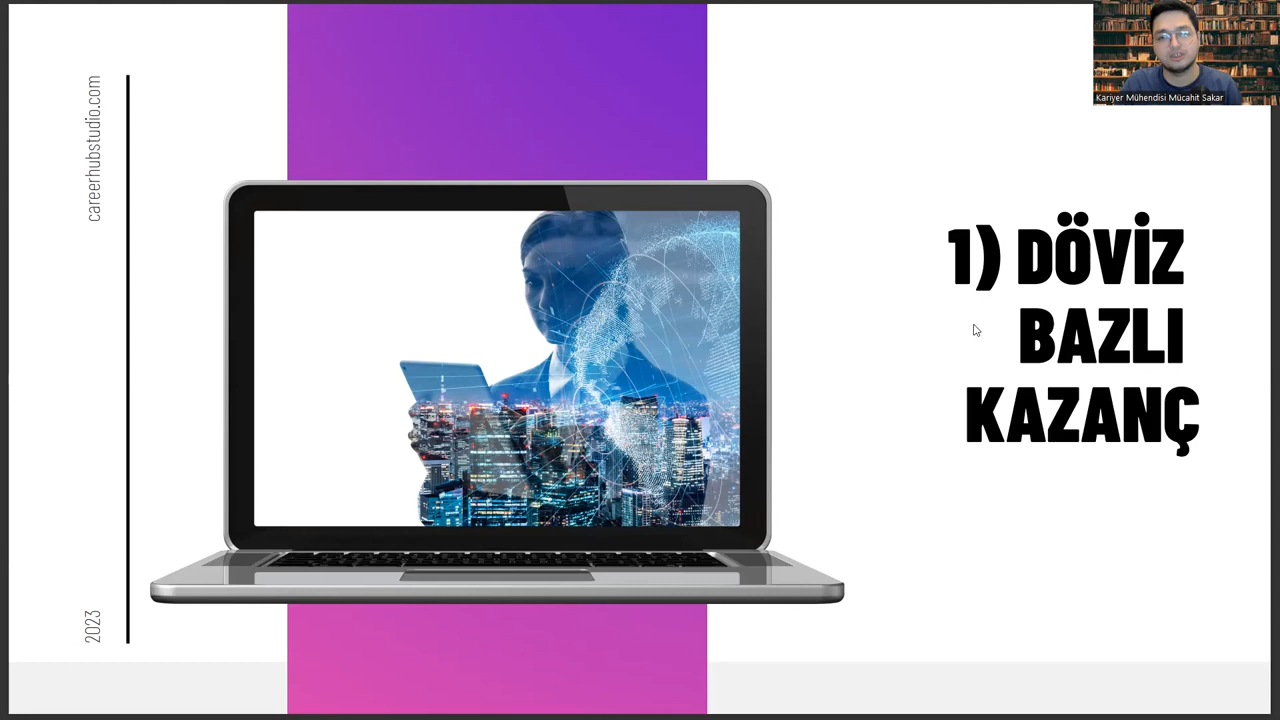 careerhubstudio.com
2023
1) DÖVİZ
BAZLI
KAZANÇ
Kariyer Mühendisi Mücahit Sakar